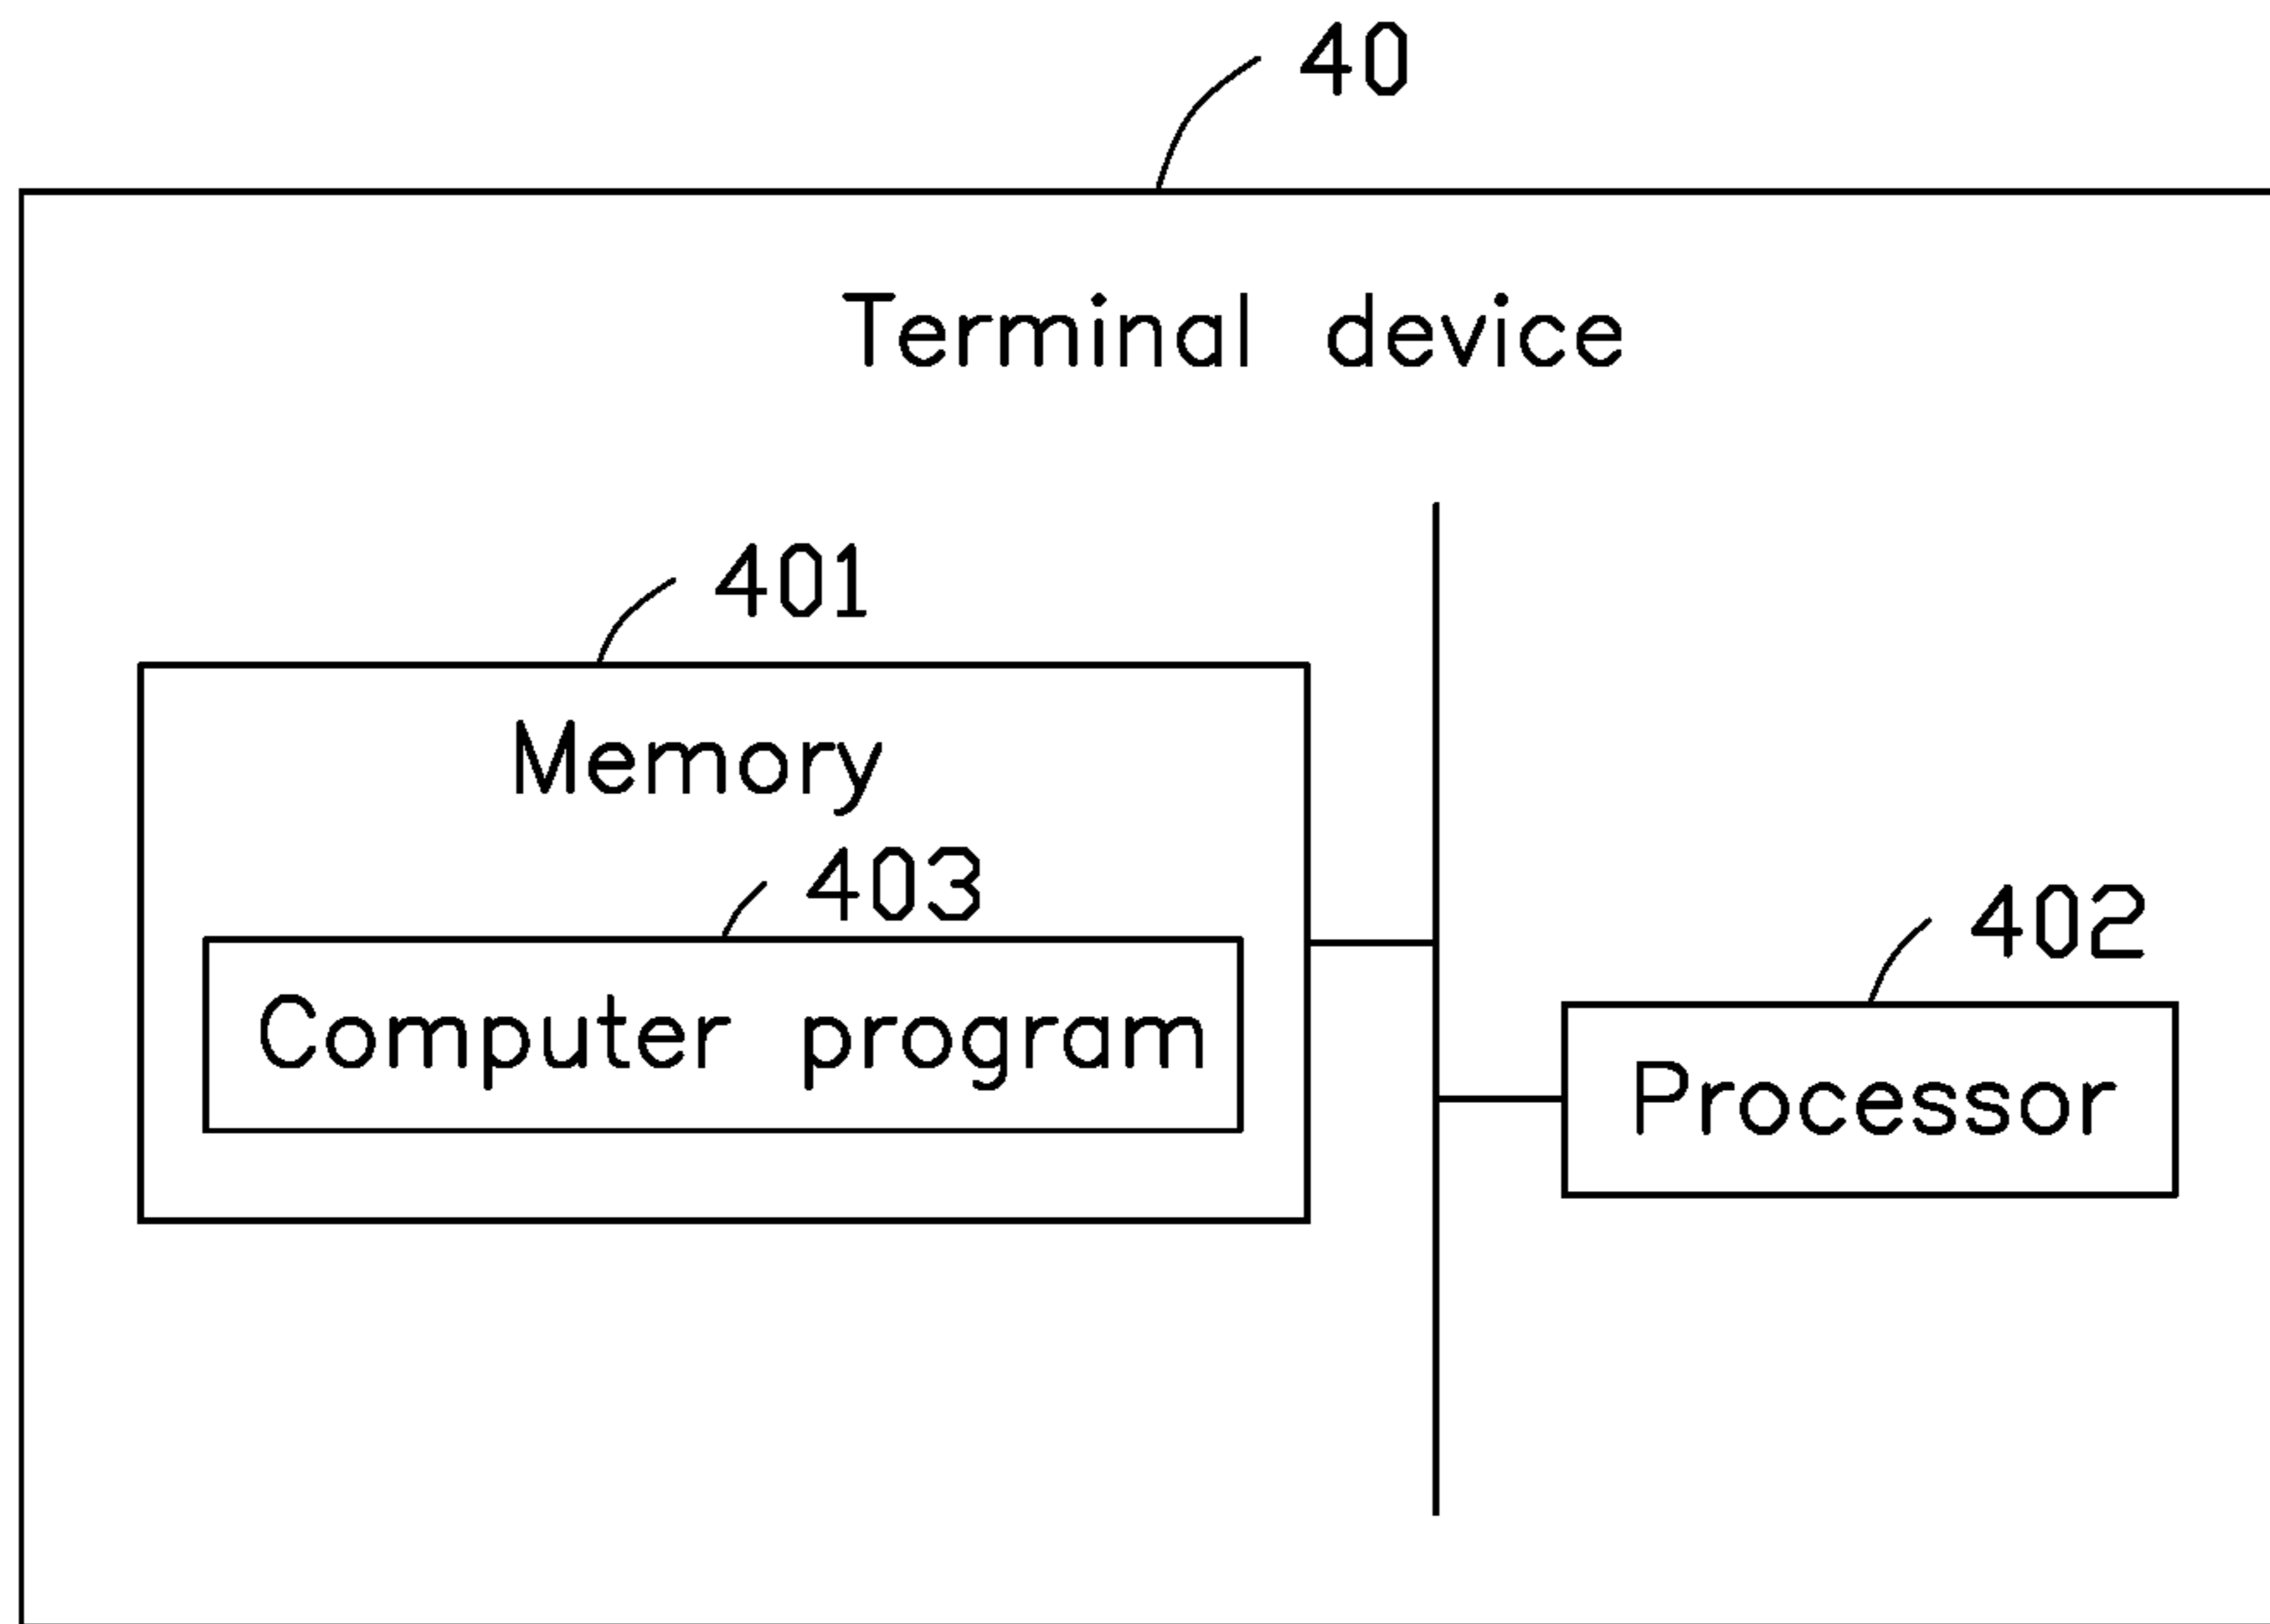 40
Terminal device
401
Memory
403
Computer program
402
Processor